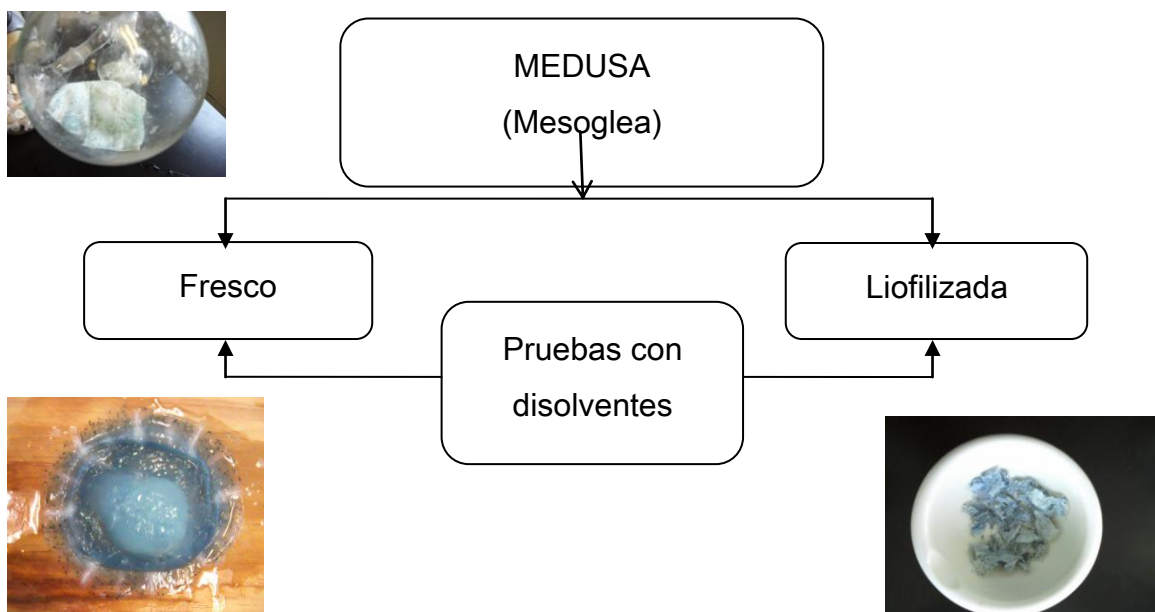 MEDUSA
(Mesoglea)
Fresco
Liofilizada
Pruebas con
disolventes